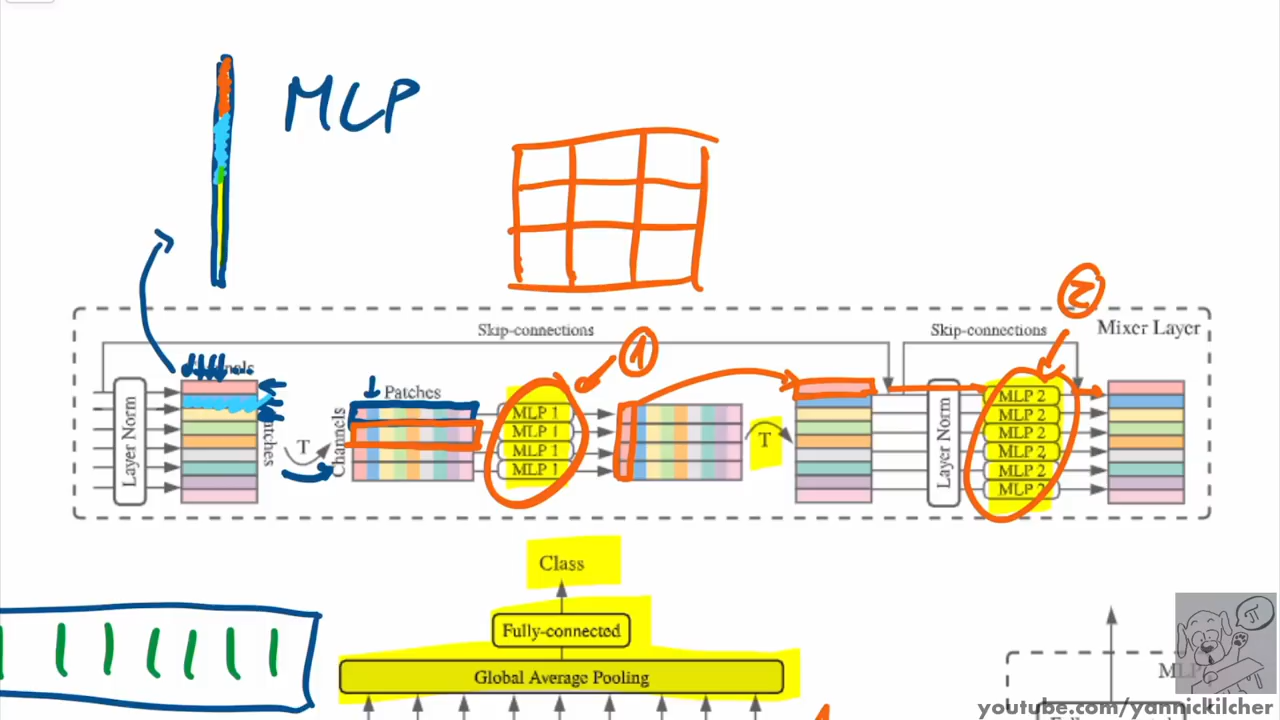 MLP
2
Skip-connections
Skip-connections
Mixer Layer
1
Patches
Layer Norm
Channels
T
MLP 1
MLP 1
MLP 1
MLP 1
T
Layer Norm
MLP 2
MLP 2
MLP 2
MLP 2
MLP 2
MLP 2
Class
Fully-connected
Global Average Pooling
π
MLP
youtube.com/yannickilcher